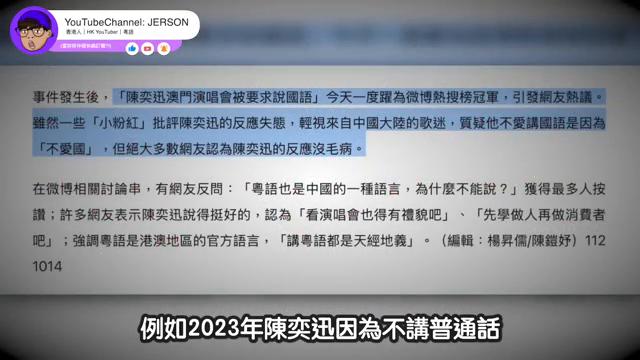 YouTubeChannel: JERSON
香港人｜HK YouTuber｜粵語
事件發生後，「陳奕迅澳門演唱會被要求說國語」今天一度躍為微博熱搜榜冠軍，引發網友熱議。
雖然一些「小粉紅」批評陳奕迅的反應失態，輕視來自中國大陸的歌迷，質疑他不愛講國語是因為
「不愛國」，但絕大多數網友認為陳奕迅的反應沒毛病。
在微博相關討論串，有網友反問：「粵語也是中國的一種語言，為什麼不能說？」獲得最多人按
讚；許多網友表示陳奕迅說得挺好的，認為「看演唱會也得有禮貌吧」、「先學做人再做消費者
吧」；強調粵語是港澳地區的官方語言，「講粵語都是天經地義」。（編輯：楊昇儒/陳鎧妤）112
1014
例如2023年陳奕迅因為不講普通話